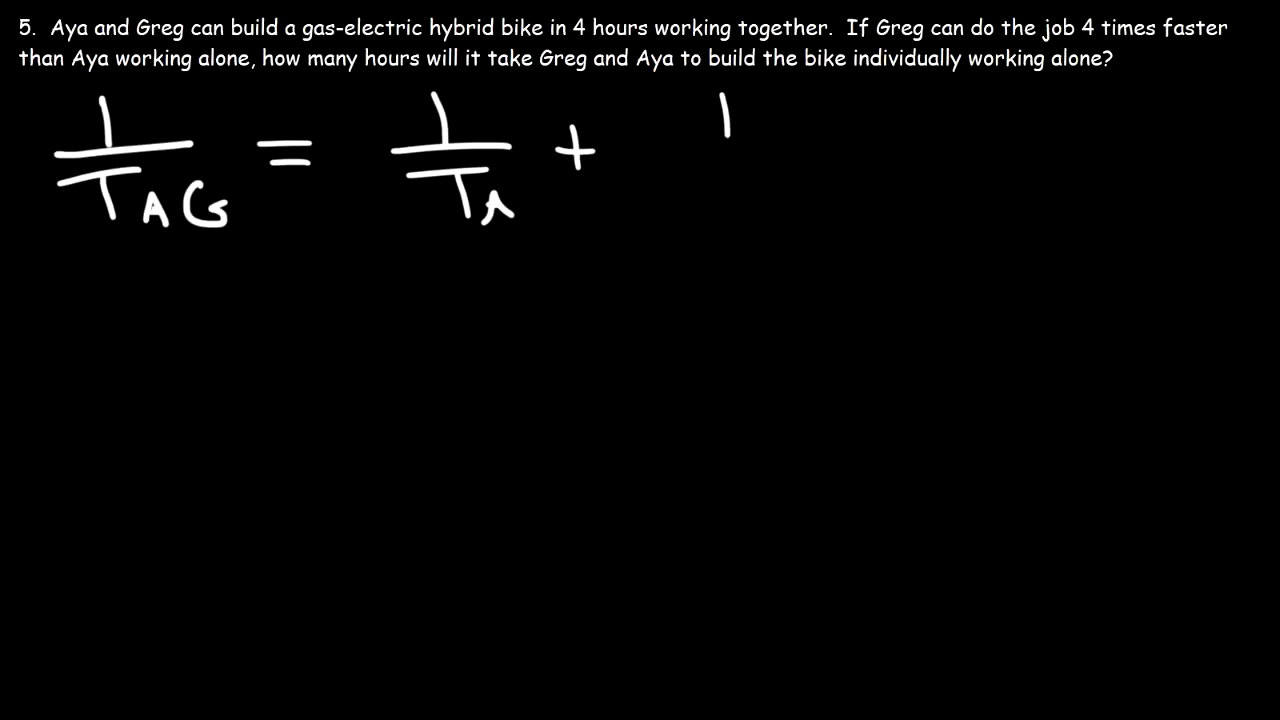 5. Aya and Greg can build a gas-electric hybrid bike in 4 hours working together. If Greg can do the job 4 times faster
than Aya working alone, how many hours will it take Greg and Aya to build the bike individually working alone?
1 1 1
= +
T AG T A